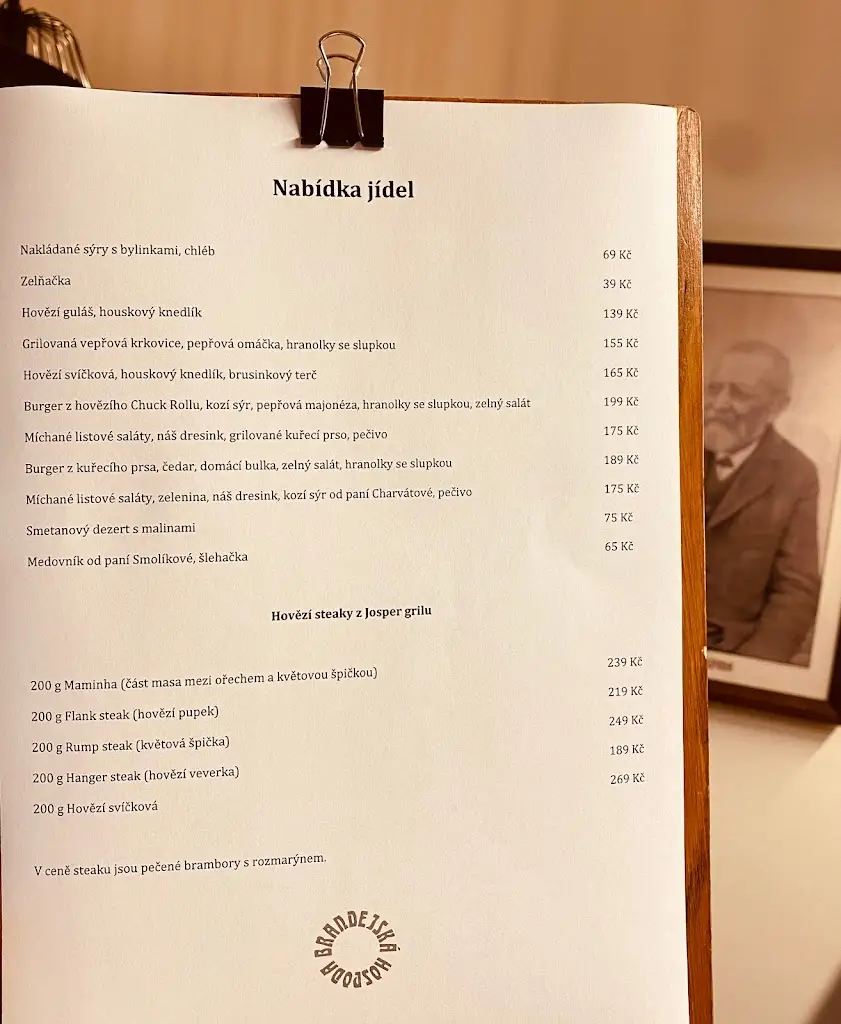 Nabídka jídel
Nakládané sýry s bylinkami, chléb 69 Kč
Zelňačka 39 Kč
Hovězí guláš, houskový knedlík 139 Kč
Grilovaná vepřová krkovice, pepřová omáčka, hranolky se slupkou 155 Kč
Hovězí svíčková, houskový knedlík, brusinkový terč 165 Kč
Burger z hovězího Chuck Rollu, kozí sýr, pepřová majonéza, hranolky se slupkou, zelný salát 199 Kč
Míchané listové saláty, náš dresink, grilované kuřecí prso, pečivo 175 Kč
Burger z kuřecího prsa, čedar, domácí bulka, zelný salát, hranolky se slupkou 189 Kč
Míchané listové saláty, zelenina, náš dresink, kozí sýr od paní Charvátové, pečivo 175 Kč
Smetanový dezert s malinami 75 Kč
Medovník od paní Smolíkové, šlehačka 65 Kč
Hovězí steaky z Josper grilu
200 g Maminha (část masa mezi ořechem a květovou špičkou) 239 Kč
200 g Flank steak (hovězí pupek) 219 Kč
200 g Rump steak (květová špička) 249 Kč
200 g Hanger steak (hovězí veverka) 189 Kč
200 g Hovězí svíčková 269 Kč
V ceně steaku jsou pečené brambory s rozmarýnem.
BRANDEJSKÁ HOSPODA